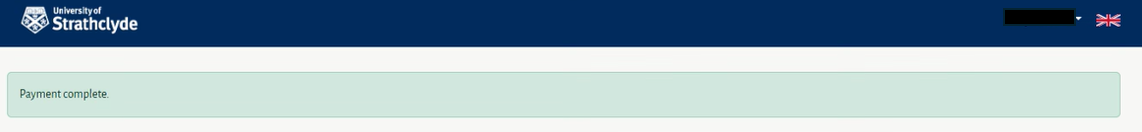 University of
Strathclyde
Payment complete.